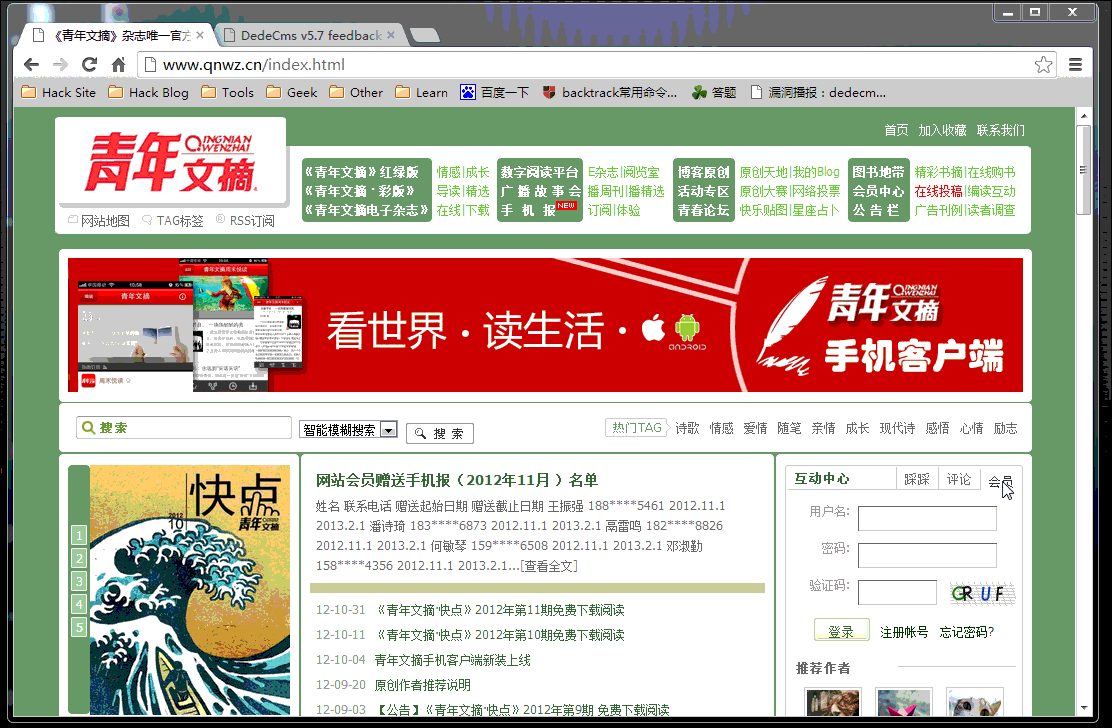 《青年文摘》杂志唯一官方
DedeCms v5.7 feedback
www.qnwz.cn/index.html
Hack Site Hack Blog Tools Geek Other Learn 百度一下 backtrack常用命令... 答题 漏洞播报：dedecm...
首页 加入收藏 联系我们
青年文摘 QINGNIAN WENZHAI
《青年文摘》红绿版 情感|成长 数字阅读平台 E杂志|阅览室 博客原创 原创天地|我的Blog 图书地带 精彩书摘|在线购书
《青年文摘·彩版》 导读|精选 广播故事会 播周刊|播精选 活动专区 原创大赛|网络投票 会员中心 在线投稿|编读互动
《青年文摘电子杂志》 在线|下载 手机报 NEW 订阅|体验 青春论坛 快乐贴图|星座占卜 公告栏 广告刊例|读者调查
网站地图 TAG标签 RSS订阅
看世界·读生活· ANDROID
青年文摘 QINGNIAN WENZHAI
手机客户端
搜索 智能模糊搜索 搜 索 热门TAG 诗歌 情感 爱情 随笔 亲情 成长 现代诗 感悟 心情 励志
快点
2012
10
青年文摘
1
2
3
4
5
网站会员赠送手机报（2012年11月 ）名单
姓名 联系电话 赠送起始日期 赠送截止日期 王振强 188****5461 2012.11.1
2013.2.1 潘诗琦 183****6873 2012.11.1 2013.2.1 鬲雷鸣 182****8826
2012.11.1 2013.2.1 何敏琴 159****6508 2012.11.1 2013.2.1 邓淑勤
158****4356 2012.11.1 2013.2.1...[查看全文]
12-10-31 《青年文摘·快点》2012年第11期免费下载阅读
12-10-11 《青年文摘·快点》2012年第10期免费下载阅读
12-10-04 青年文摘手机客户端新装上线
12-09-20 原创作者推荐说明
12-09-03 【公告】《青年文摘·快点》2012年第9期 免费下载阅读
互动中心 踩踩 评论
用户名:
密码:
验证码: GRUF
登录 注册帐号 忘记密码?
推荐作者